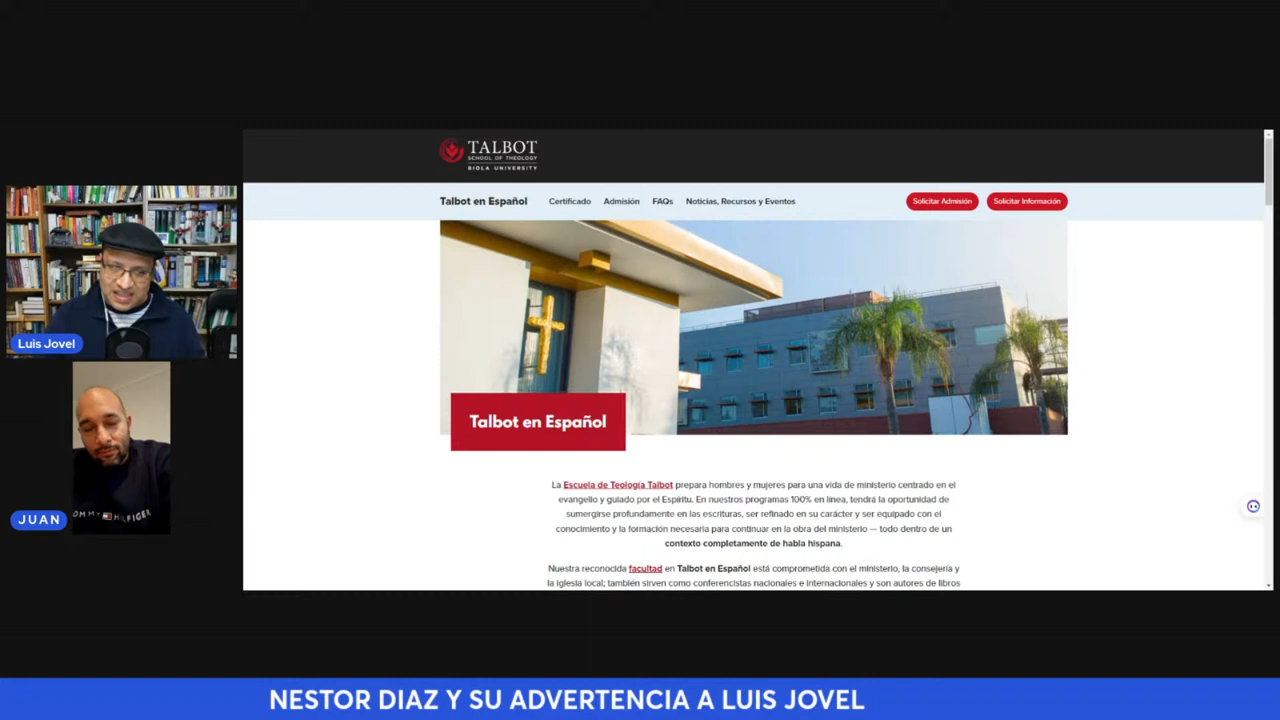 TALBOT
SCHOOL OF THEOLOGY
BIOLA UNIVERSITY
Talbot en Español
Certificado
Admisión
FAQs
Noticias, Recursos y Eventos
Solicitar Admisión
Solicitar Información
Luis Jovel
JUAN
OMMY HILFIGER
Talbot en Español
La Escuela de Teología Talbot prepara hombres y mujeres para una vida de ministerio centrado en el
evangelio y guiado por el Espíritu. En nuestros programas 100% en línea, tendrá la oportunidad de
sumergirse profundamente en las escrituras, ser refinado en su carácter y ser equipado con el
conocimiento y la formación necesaria para continuar en la obra del ministerio — todo dentro de un
contexto completamente de habla hispana.
Nuestra reconocida facultad en Talbot en Español está comprometida con el ministerio, la consejería y
la iglesia local; también sirven como conferencistas nacionales e internacionales y son autores de libros
NESTOR DIAZ Y SU ADVERTENCIA A LUIS JOVEL